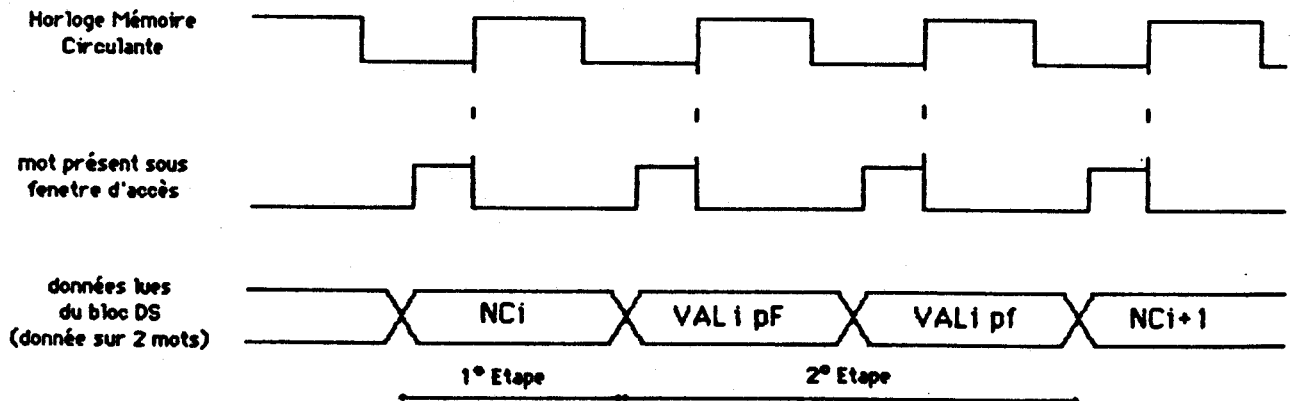 Horloge Mémoire
Circulante
mot présent sous
fenetre d'accès
données lues
du bloc DS
(donnée sur 2 mots)
NCi
VAL i pF
VALi pf
NCi+1
1° Etape
2° Etape